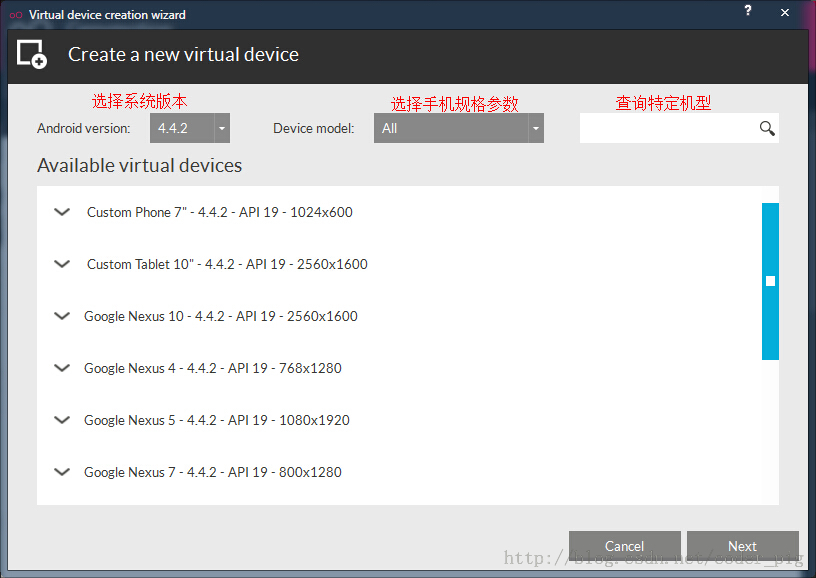 Virtual device creation wizard
?
×
Create a new virtual device
选择系统版本
选择手机规格参数
查询特定机型
Android version: 4.4.2 Device model: All
Available virtual devices
Custom Phone 7" - 4.4.2 - API 19 - 1024x600
Custom Tablet 10" - 4.4.2 - API 19 - 2560x1600
Google Nexus 10 - 4.4.2 - API 19 - 2560x1600
Google Nexus 4 - 4.4.2 - API 19 - 768x1280
Google Nexus 5 - 4.4.2 - API 19 - 1080x1920
Google Nexus 7 - 4.4.2 - API 19 - 800x1280
Cancel Next
http://blog.csdn.net/coder_pig